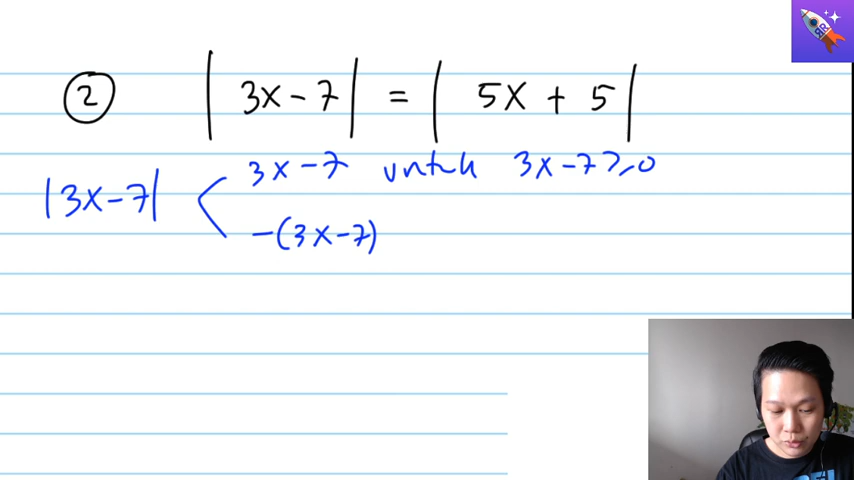 2 |3x-7| = |5x+5|
|3x-7| < 3x-7 untuk 3x-7≥0
-(3x-7)